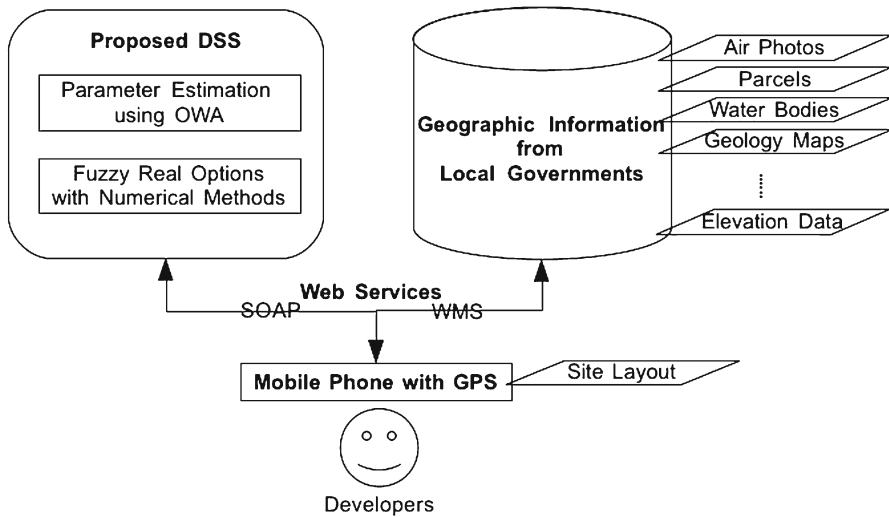 Proposed DSS
Parameter Estimation
using OWA
Fuzzy Real Options
with Numerical Methods
Geographic Information
from
Local Governments
Air Photos
Parcels
Water Bodies
Geology Maps
Elevation Data
Web Services
SOAP
WMS
Mobile Phone with GPS
Site Layout
Developers